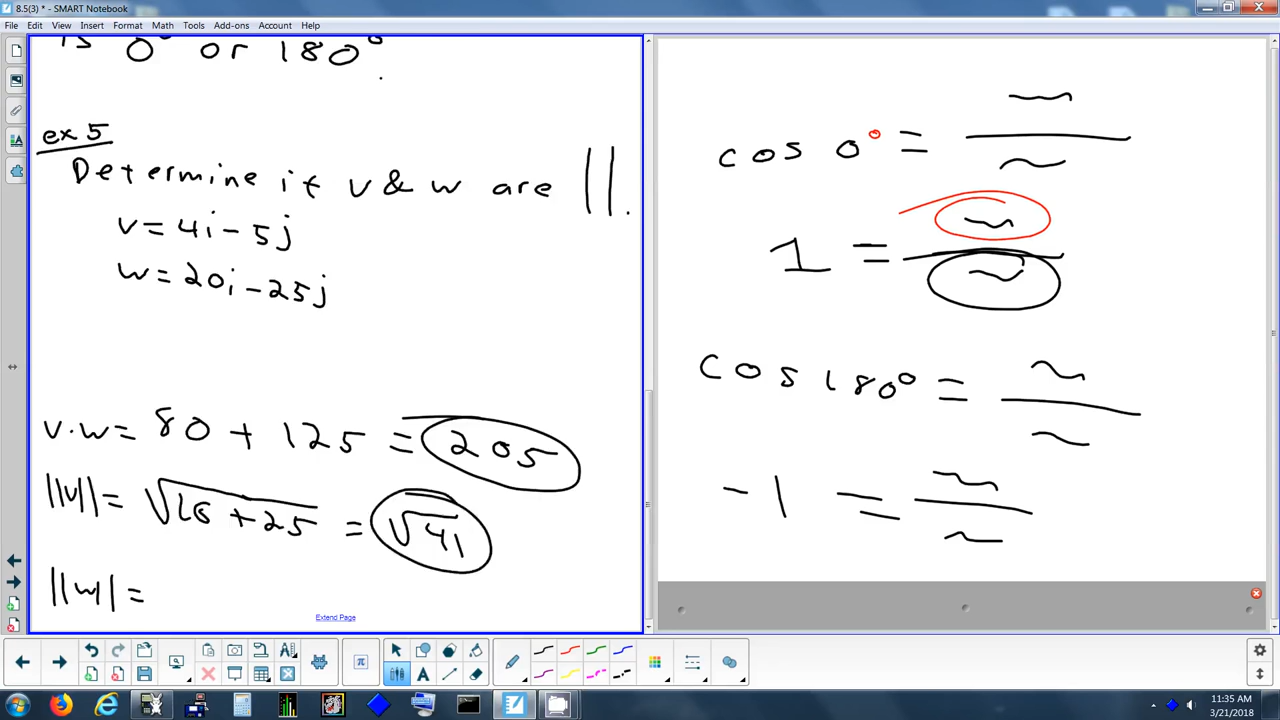 8.5(3) * - SMART Notebook
File Edit View Insert Format Math Tools Add-ons Account Help
is 0° or 180°.
ex 5
Determine if v & w are ||.
v = 4i - 5j
w = 20i - 25j
v·w = 80 + 125 = 205
||v|| = √16 + 25 = √41
||w|| =
Extend Page
cos 0° = ~ / ~
1 = ~ / ~
cos 180° = ~ / ~
-1 = ~ / ~
11:35 AM
3/21/2018